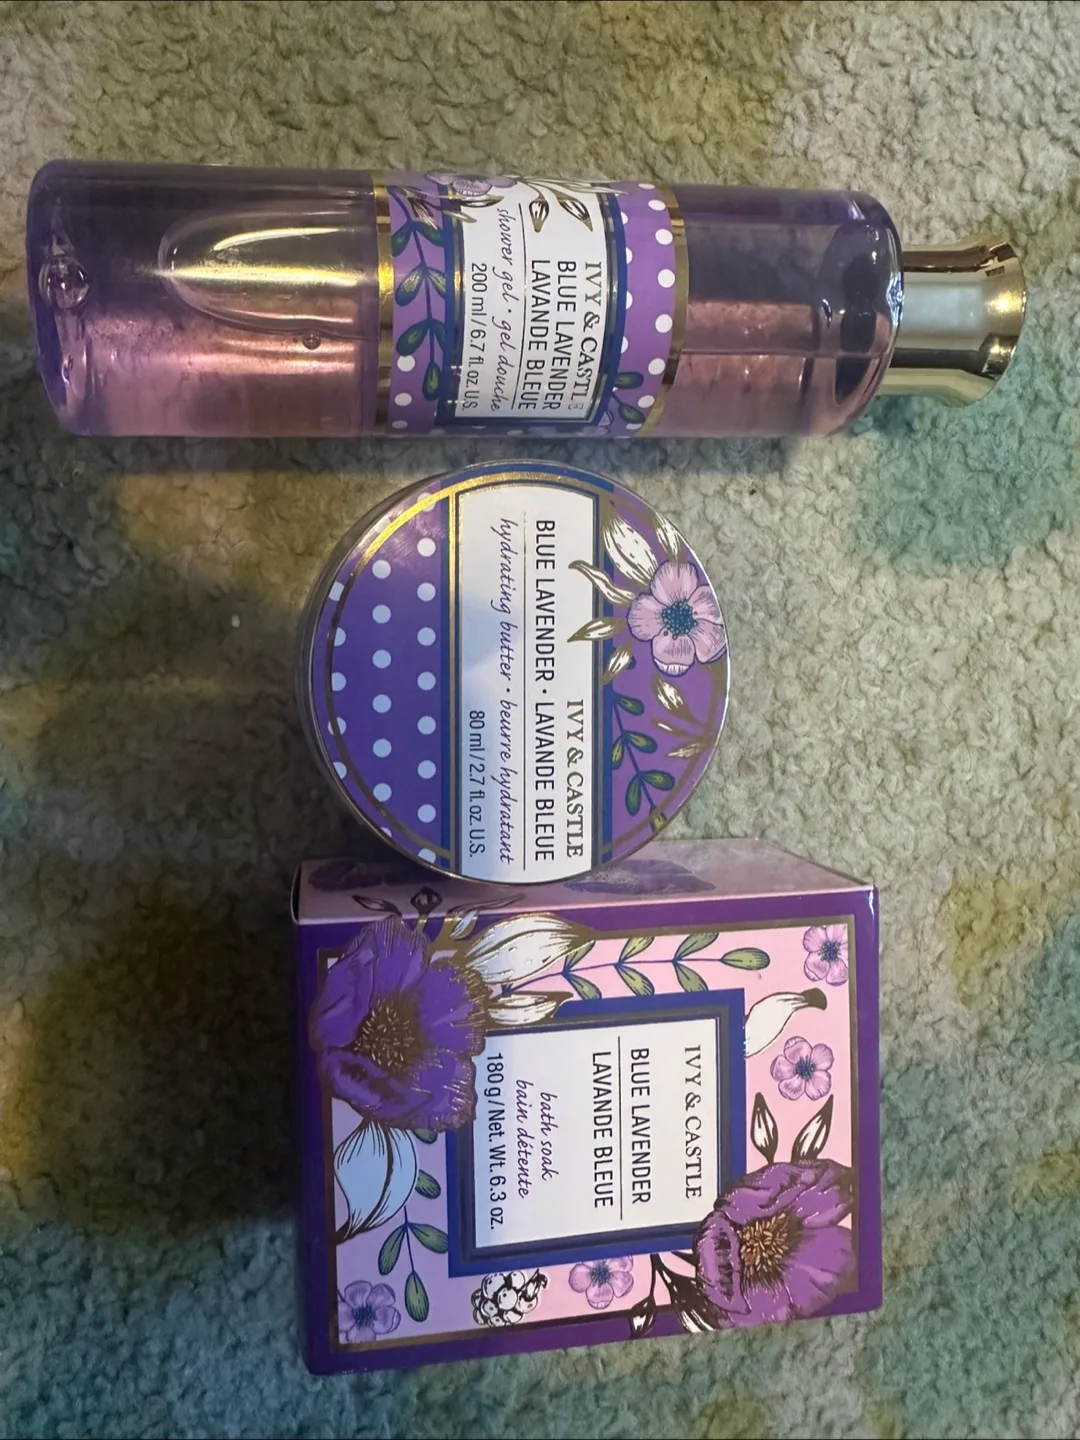 IVY & CASTLE
BLUE LAVENDER
LAVANDE BLEUE
shower gel · gel douche
200 ml / 6.7 fl. oz. U.S.
IVY & CASTLE
BLUE LAVENDER · LAVANDE BLEUE
hydrating butter · beurre hydratant
80 ml / 2.7 fl. oz. U.S.
IVY & CASTLE
BLUE LAVENDER
LAVANDE BLEUE
bath soak
bain détente
180 g / Net. Wt. 6.3 oz.